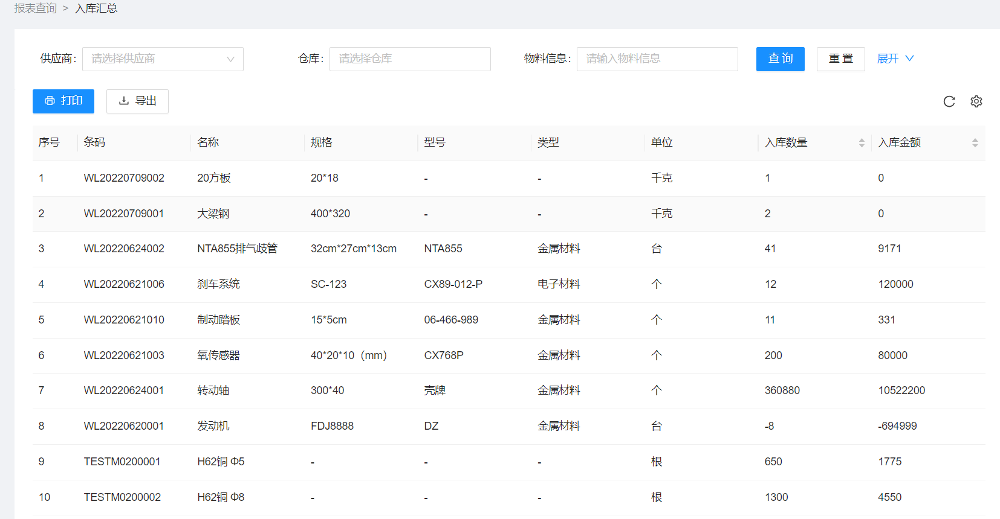 报表查询 > 入库汇总
供应商: 请选择供应商 仓库: 请选择仓库 物料信息: 请输入物料信息 查 询 重 置 展开
打印 导出
序号 条码 名称 规格 型号 类型 单位 入库数量 入库金额
1 WL20220709002 20方板 20*18 - - 千克 1 0
2 WL20220709001 大梁钢 400*320 - - 千克 2 0
3 WL20220624002 NTA855排气歧管 32cm*27cm*13cm NTA855 金属材料 台 41 9171
4 WL20220621006 刹车系统 SC-123 CX89-012-P 电子材料 个 12 120000
5 WL20220621010 制动踏板 15*5cm 06-466-989 金属材料 个 11 331
6 WL20220621003 氧传感器 40*20*10（mm） CX768P 金属材料 个 200 80000
7 WL20220624001 转动轴 300*40 壳牌 金属材料 个 360880 10522200
8 WL20220620001 发动机 FDJ8888 DZ 金属材料 台 -8 -694999
9 TESTM0200001 H62铜 Φ5 - - - 根 650 1775
10 TESTM0200002 H62铜 Φ8 - - - 根 1300 4550